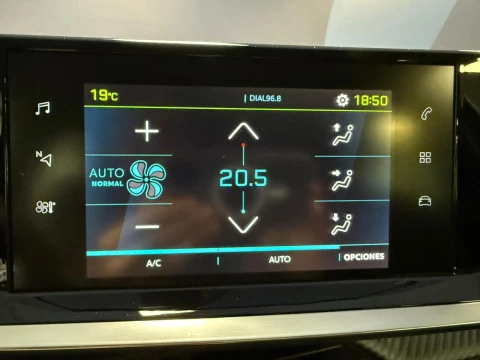 19°C
| DIAL96.8
18:50
N
AUTO
NORMAL
20.5
A/C
AUTO
OPCIONES